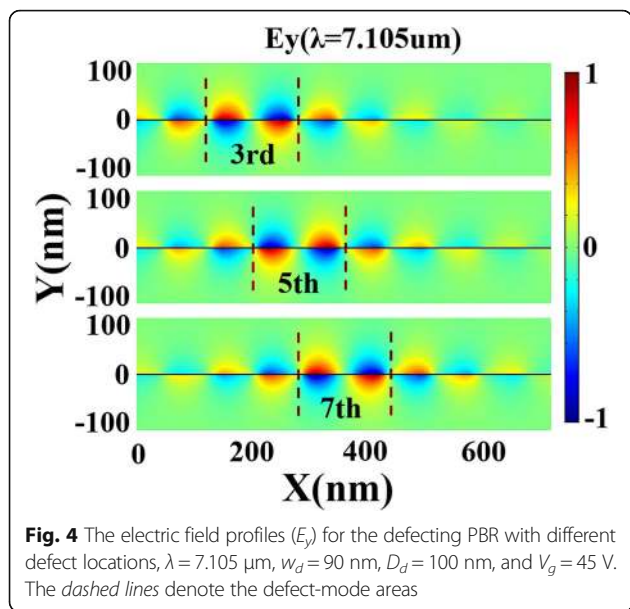 Ey(λ=7.105um)
100
0
-100
3rd
100
0
-100
5th
100
0
-100
7th
Y(nm)
0 200 400 600
X(nm)
1
0
-1
Fig. 4 The electric field profiles (Ey) for the defecting PBR with different
defect locations, λ = 7.105 μm, wd = 90 nm, Dd = 100 nm, and Vg = 45 V.
The dashed lines denote the defect-mode areas